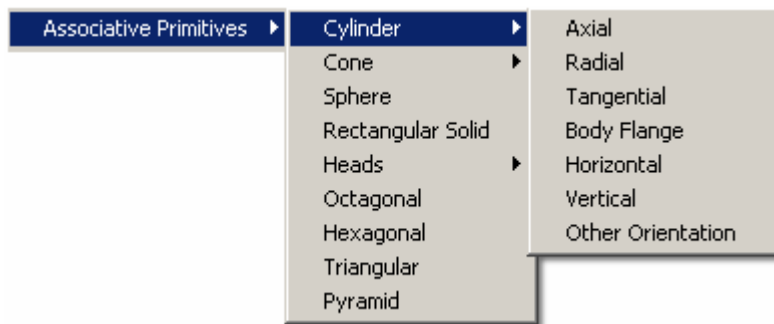 Associative Primitives
Cylinder
Cone
Sphere
Rectangular Solid
Heads
Octagonal
Hexagonal
Triangular
Pyramid
Axial
Radial
Tangential
Body Flange
Horizontal
Vertical
Other Orientation